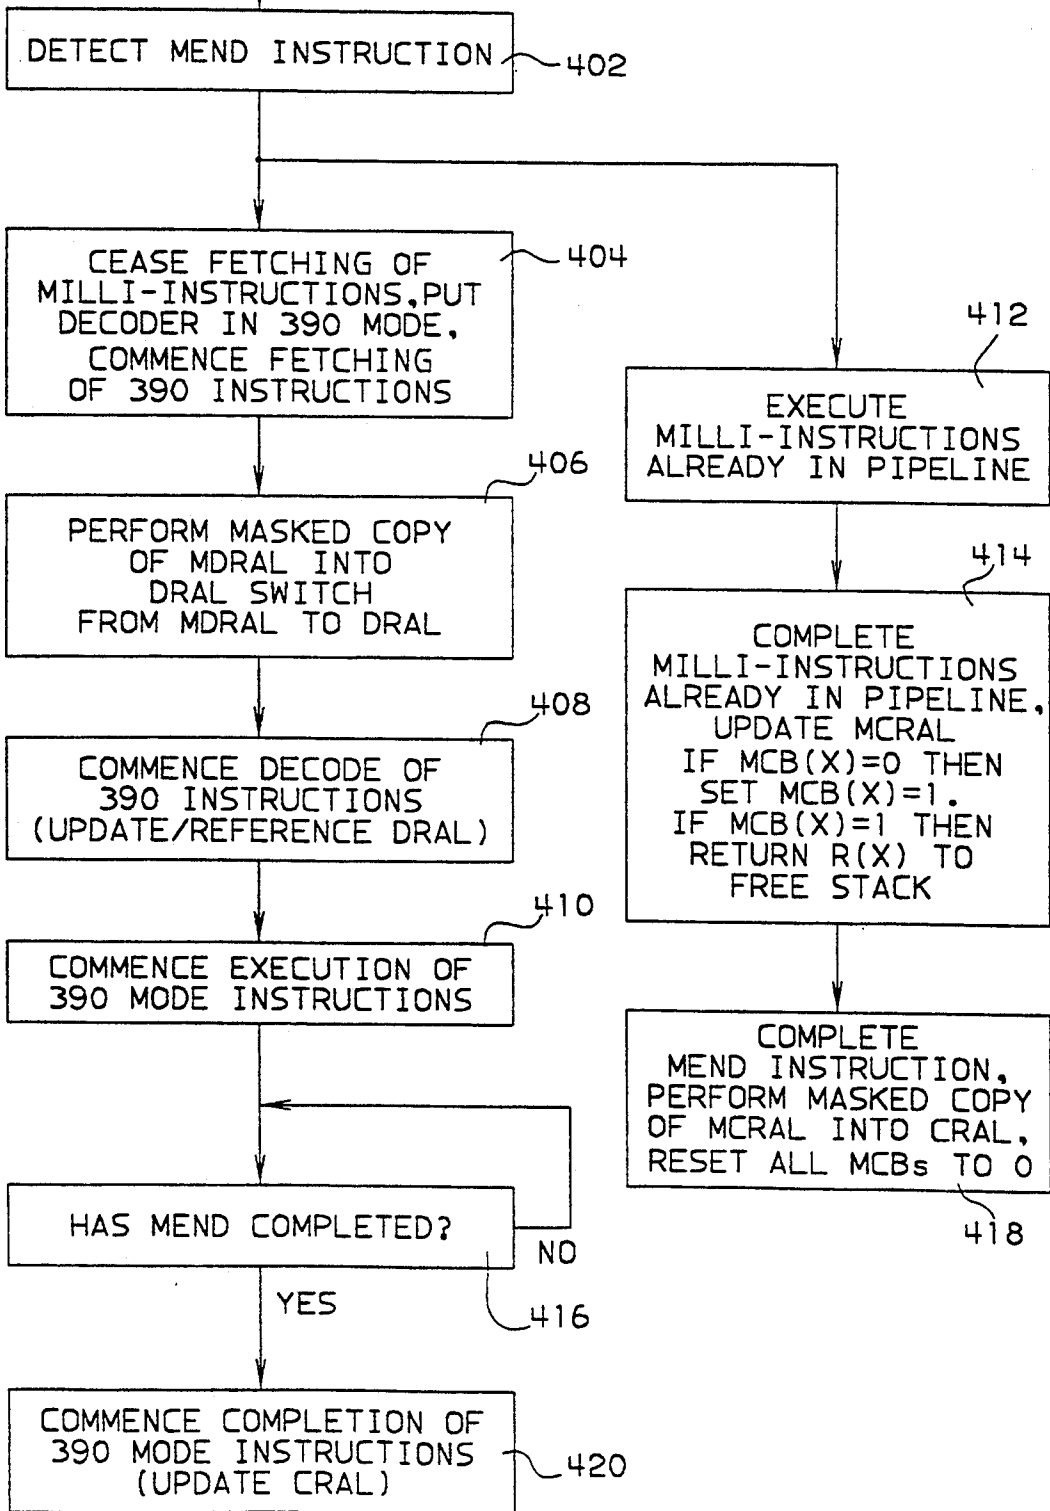 DETECT MEND INSTRUCTION
402
CEASE FETCHING OF
MILLI-INSTRUCTIONS,PUT
DECODER IN 390 MODE,
COMMENCE FETCHING
OF 390 INSTRUCTIONS
404
PERFORM MASKED COPY
OF MDRAL INTO
DRAL SWITCH
FROM MDRAL TO DRAL
406
COMMENCE DECODE OF
390 INSTRUCTIONS
(UPDATE/REFERENCE DRAL)
408
COMMENCE EXECUTION OF
390 MODE INSTRUCTIONS
410
HAS MEND COMPLETED?
NO
YES
416
COMMENCE COMPLETION OF
390 MODE INSTRUCTIONS
(UPDATE CRAL)
420
412
EXECUTE
MILLI-INSTRUCTIONS
ALREADY IN PIPELINE
414
COMPLETE
MILLI-INSTRUCTIONS
ALREADY IN PIPELINE,
UPDATE MCRAL
IF MCB(X)=0 THEN
SET MCB(X)=1.
IF MCB(X)=1 THEN
RETURN R(X) TO
FREE STACK
COMPLETE
MEND INSTRUCTION,
PERFORM MASKED COPY
OF MCRAL INTO CRAL,
RESET ALL MCBs TO 0
418